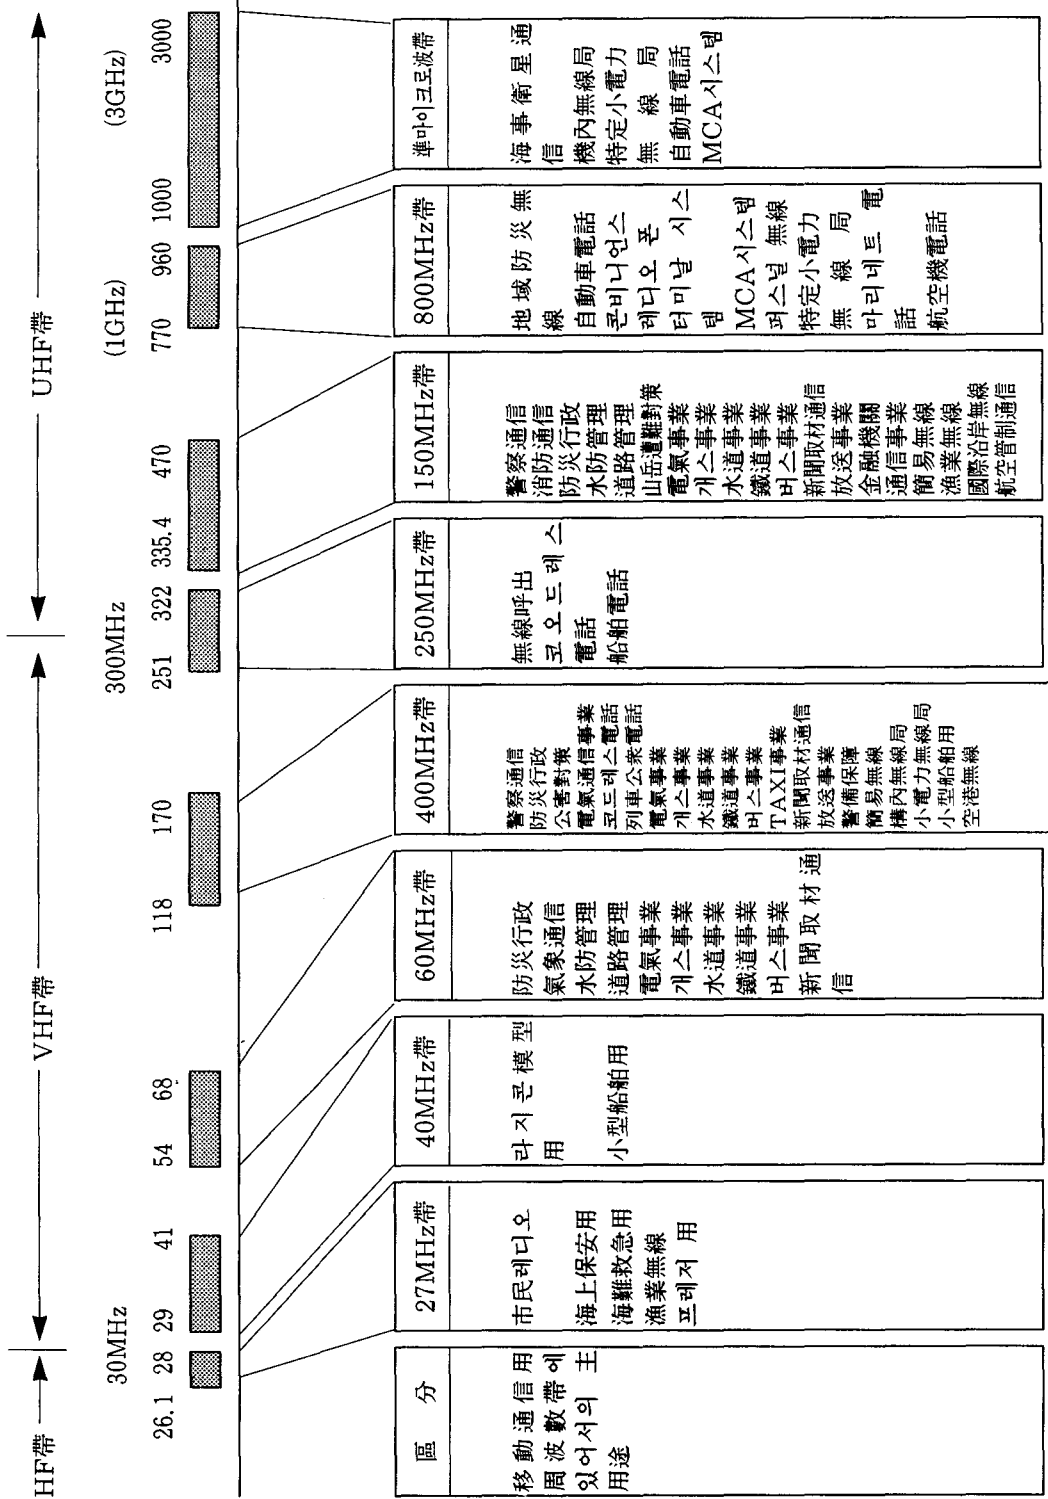 HF帶
VHF帶
UHF帶
30MHz
300MHz
(1GHz)
(3GHz)
26.1
28
29
41
54
68
118
170
251
322
335.4
470
770
960
1000
3000
區 分
移動通信用
周波數帶에
있어서의 主
用途
27MHz帶
市民레디오
海上保安用
海難救急用
漁業無線
프레저 用
40MHz帶
라지콘模型
用
小型船舶用
60MHz帶
防災行政
氣象通信
水防管理
道路管理
電氣事業
개스事業
水道事業
鐵道事業
버스事業
新聞取材通
信
400MHz帶
警察通信
防災行政
公害對策
電氣通信事業
코드레스電話
列車公衆電話
電氣事業
개스事業
水道事業
鐵道事業
버스事業
TAXI事業
新聞取材通信
放送事業
警備保障
簡易無線
構內無線局
小電力無線局
小型船舶用
空港無線
250MHz帶
無線呼出
코오드레스
電話
船舶電話
150MHz帶
警察通信
消防通信
防災行政
水防管理
道路管理
山岳遭難對策
電氣事業
개스事業
水道事業
鐵道事業
버스事業
新聞取材通信
放送事業
金融機關
通信事業
簡易無線
漁業無線
國際沿岸無線
航空管制通信
800MHz帶
地域防災無
線
自動車電話
콘비니언스
레디오 폰
터미날 시스
템
MCA시스템
퍼스널 無線
特定小電力
無線局
마리네트 電
話
航空機電話
準마이크로波帶
海事衛星通
信
機內無線局
特定小電力
無線局
自動車電話
MCA시스템